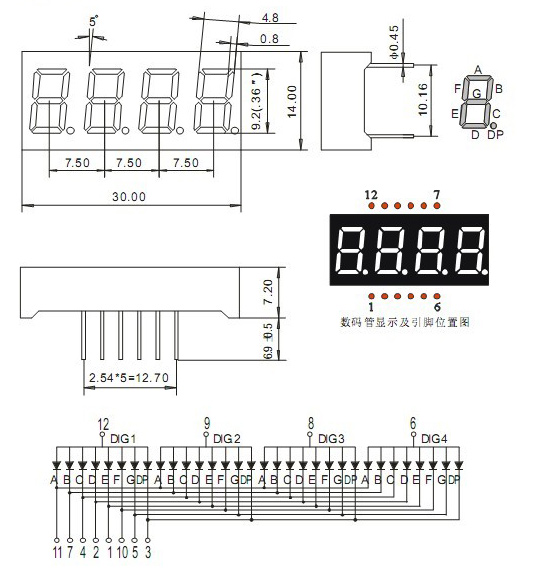 5°
4.8
0.8
9.2(.36")
14.00
7.50 7.50 7.50
30.00
Φ0.45
10.16
A
F B
G
E C
D DP
12 7
1 6
数码管显示及引脚位置图
7.20
6.9±0.5
2.54*5=12.70
12 9 8 6
DIG1 DIG2 DIG3 DIG4
A B C D E F G DP A B C D E F G DP A B C D E F G DP A B C D E F G DP
11 7 4 2 1 10 5 3